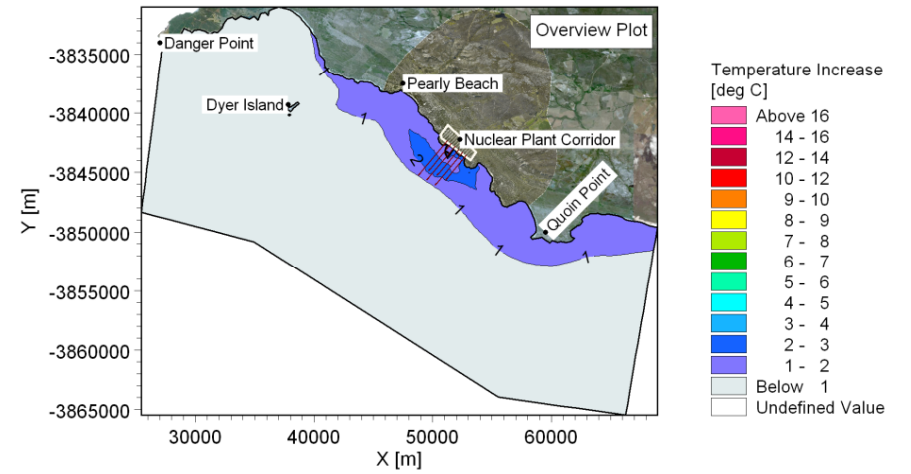 Overview Plot
Danger Point
Pearly Beach
Dyer Island
Nuclear Plant Corridor
Quoin Point
1
1
2
1
1
1
-3835000
-3840000
-3845000
-3850000
-3855000
-3860000
-3865000
Y [m]
30000 40000 50000 60000
X [m]
Temperature Increase
[deg C]
Above 16
14 - 16
12 - 14
10 - 12
9 - 10
8 - 9
7 - 8
6 - 7
5 - 6
4 - 5
3 - 4
2 - 3
1 - 2
Below 1
Undefined Value